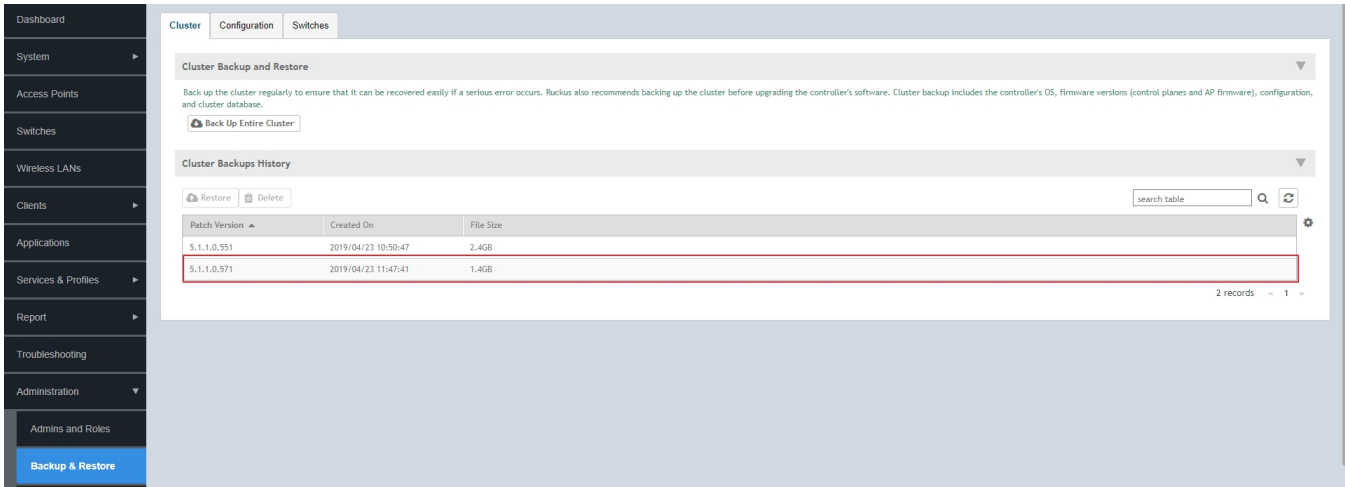 Dashboard
System
Access Points
Switches
Wireless LANs
Clients
Applications
Services & Profiles
Report
Troubleshooting
Administration
Admins and Roles
Backup & Restore
Cluster Configuration Switches
Cluster Backup and Restore
Back up the cluster regularly to ensure that it can be recovered easily if a serious error occurs. Ruckus also recommends backing up the cluster before upgrading the controller's software. Cluster backup includes the controller's OS, firmware versions (control planes and AP firmware), configuration,
and cluster database.
Back Up Entire Cluster
Cluster Backups History
Restore Delete search table
Patch Version Created On File Size
5.1.1.0.551 2019/04/23 10:50:47 2.4GB
5.1.1.0.571 2019/04/23 11:47:41 1.4GB
2 records « 1 »